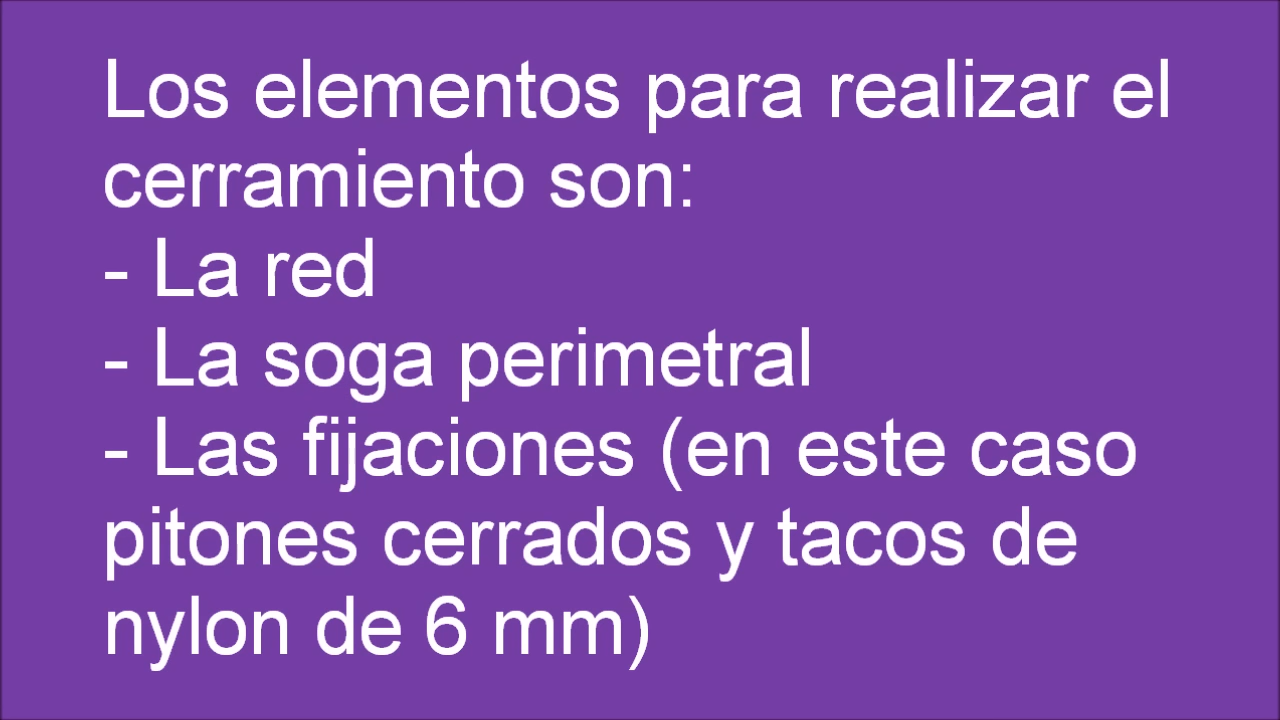 Los elementos para realizar el
cerramiento son:
- La red
- La soga perimetral
- Las fijaciones (en este caso
pitones cerrados y tacos de
nylon de 6 mm)